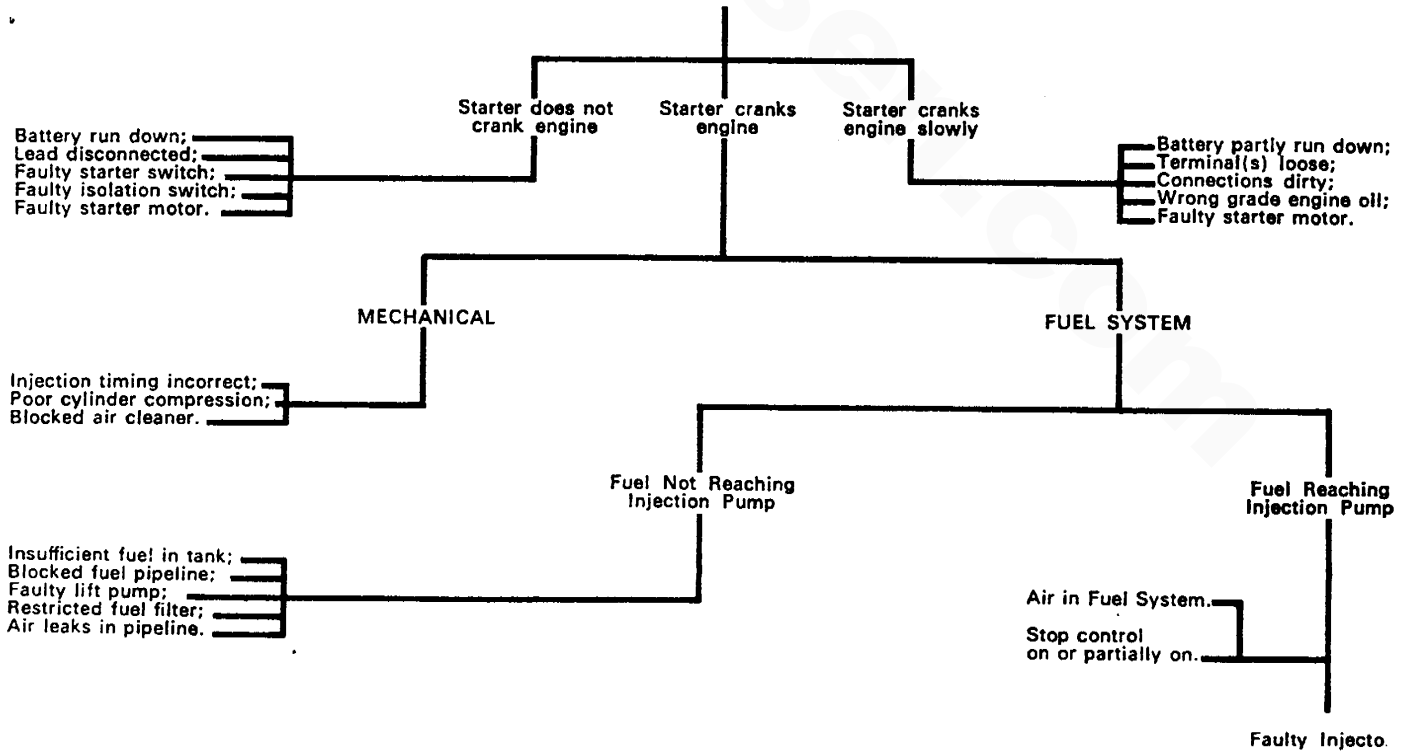 Starter does not
crank engine
Starter cranks
engine
Starter cranks
engine slowly
Battery run down;
Lead disconnected;
Faulty starter switch;
Faulty isolation switch;
Faulty starter motor.
Battery partly run down;
Terminal(s) loose;
Connections dirty;
Wrong grade engine oil;
Faulty starter motor.
MECHANICAL
FUEL SYSTEM
Injection timing incorrect;
Poor cylinder compression;
Blocked air cleaner.
Fuel Not Reaching
Injection Pump
Fuel Reaching
Injection Pump
Insufficient fuel in tank;
Blocked fuel pipeline;
Faulty lift pump;
Restricted fuel filter;
Air leaks in pipeline.
Air in Fuel System.
Stop control
on or partially on.
Faulty Injecto